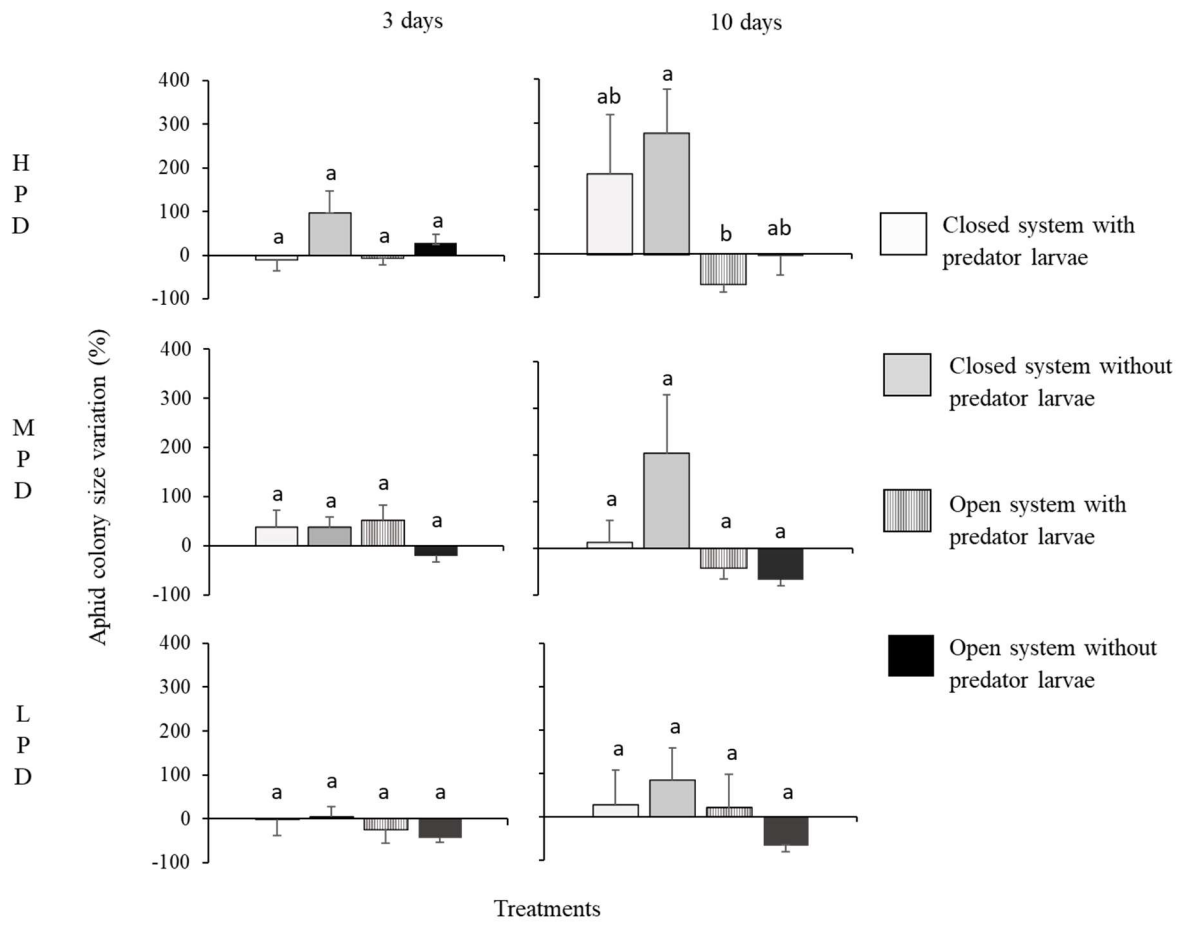 3 days
10 days
H
P
D
400
300
200
100
0
-100
a
a
a
a
ab
a
b
ab
M
P
D
Aphid colony size variation (%)
400
300
200
100
0
-100
a
a
a
a
a
a
a
a
L
P
D
400
300
200
100
0
-100
a
a
a
a
a
a
a
a
Treatments
Closed system with
predator larvae
Closed system without
predator larvae
Open system with
predator larvae
Open system without
predator larvae